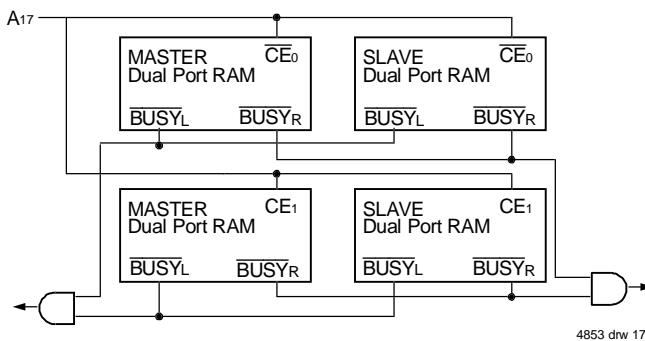 A17
MASTER CE0
Dual Port RAM
BUSYL BUSYR
SLAVE CE0
Dual Port RAM
BUSYL BUSYR
MASTER CE1
Dual Port RAM
BUSYL BUSYR
SLAVE CE1
Dual Port RAM
BUSYL BUSYR
4853 drw 17